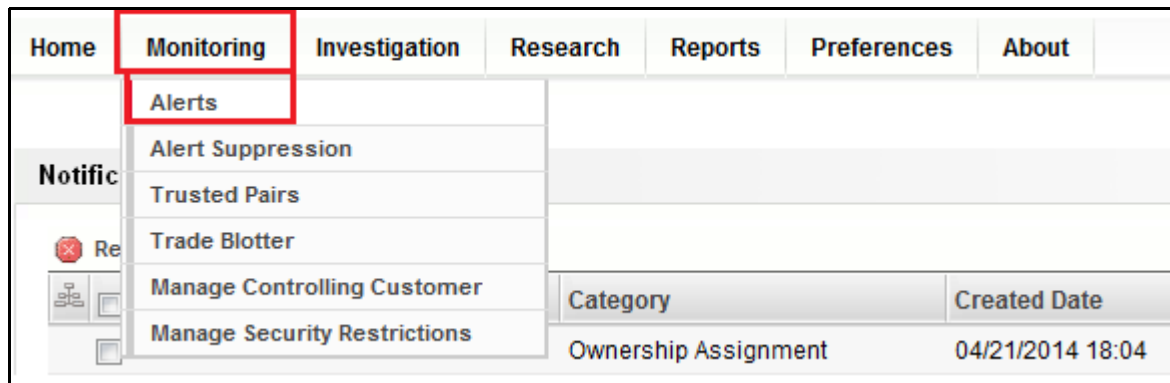 Home Monitoring Investigation Research Reports Preferences About
Alerts
Alert Suppression
Notific
Trusted Pairs
Trade Blotter
Re
Manage Controlling Customer Category Created Date
Manage Security Restrictions
Ownership Assignment 04/21/2014 18:04